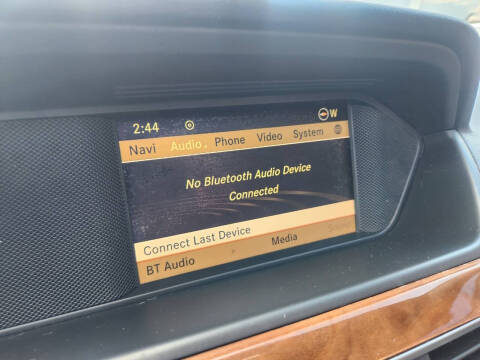 2:44 W
Navi Audio Phone Video System
No Bluetooth Audio Device
Connected
Connect Last Device
BT Audio Media